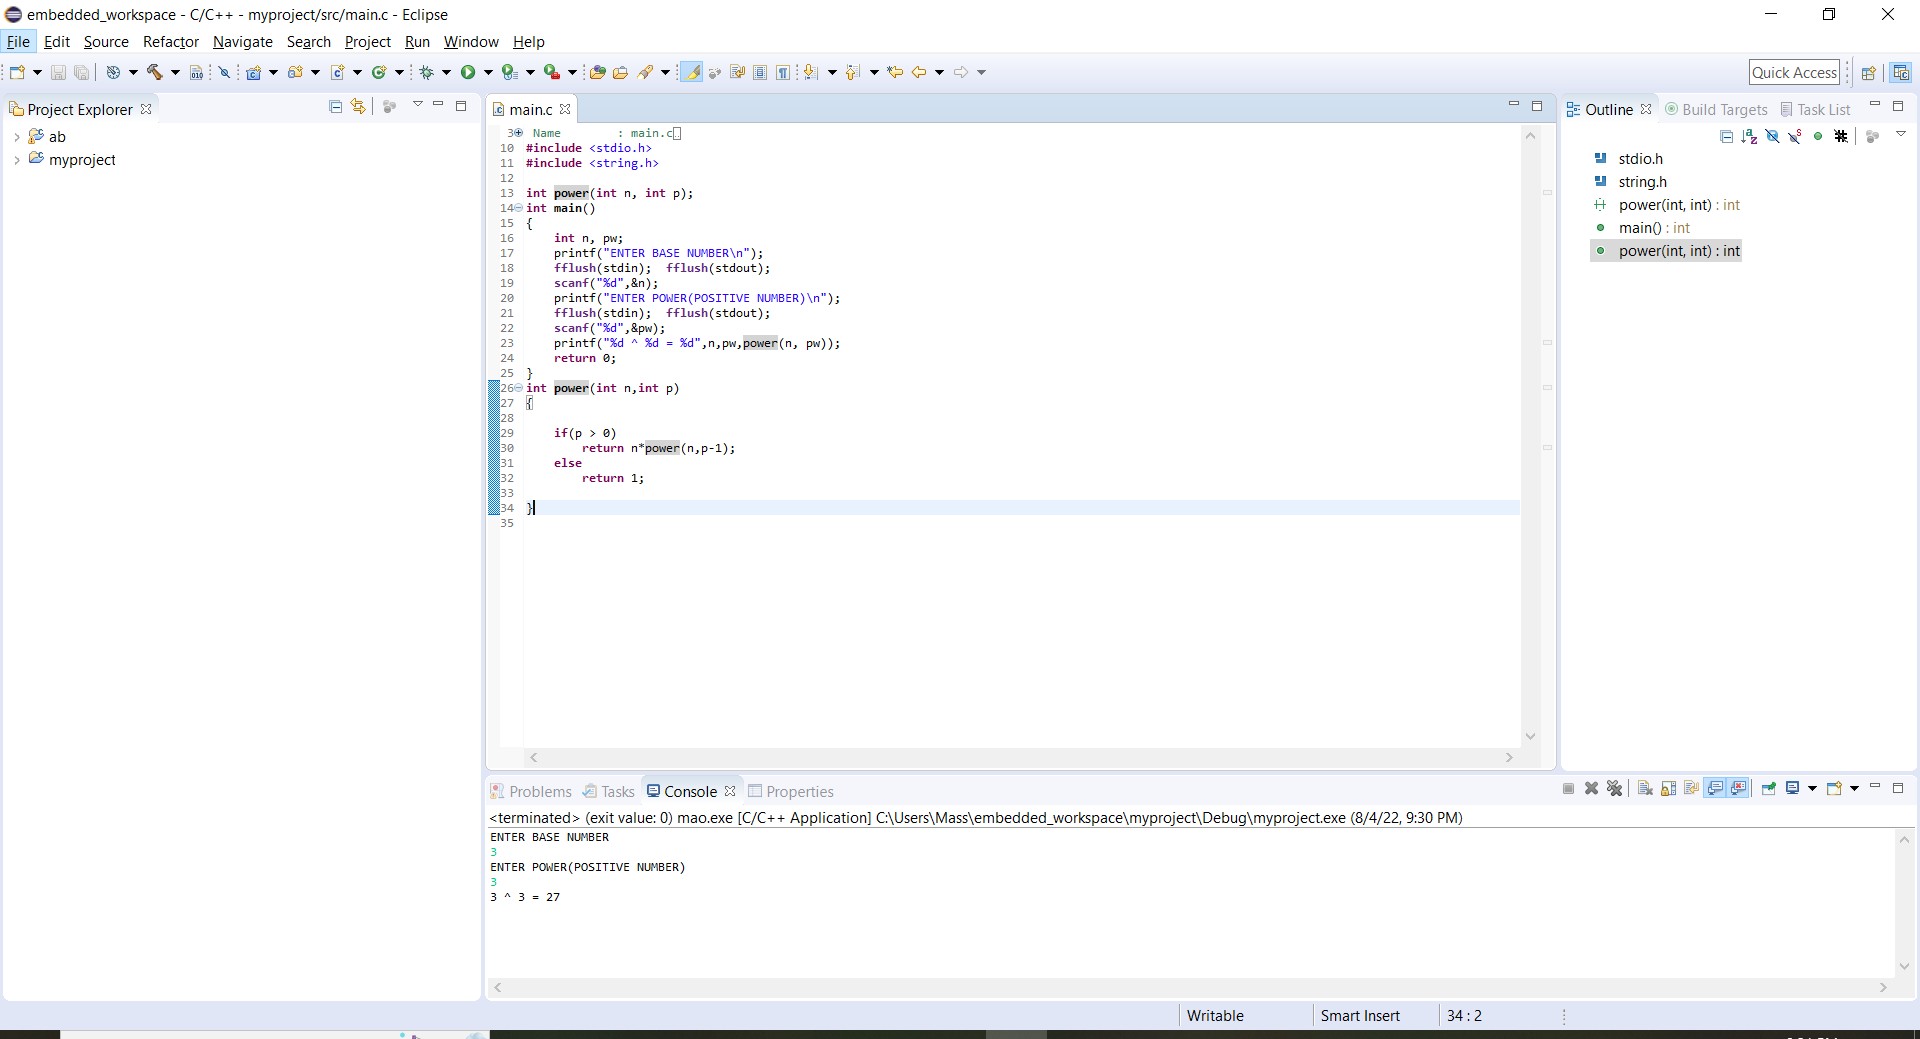 embedded_workspace - C/C++ - myproject/src/main.c - Eclipse
File Edit Source Refactor Navigate Search Project Run Window Help
Quick Access
Project Explorer
ab
myproject
main.c
3 Name : main.c
10 #include <stdio.h>
11 #include <string.h>
12
13 int power(int n, int p);
14 int main()
15 {
16 int n, pw;
17 printf("ENTER BASE NUMBER\n");
18 fflush(stdin); fflush(stdout);
19 scanf("%d",&n);
20 printf("ENTER POWER(POSITIVE NUMBER)\n");
21 fflush(stdin); fflush(stdout);
22 scanf("%d",&pw);
23 printf("%d ^ %d = %d",n,pw,power(n, pw));
24 return 0;
25 }
26 int power(int n,int p)
27 {
28
29 if(p > 0)
30 return n*power(n,p-1);
31 else
32 return 1;
33
34 }
35
Outline Build Targets Task List
stdio.h
string.h
power(int, int) : int
main() : int
power(int, int) : int
Problems Tasks Console Properties
<terminated> (exit value: 0) mao.exe [C/C++ Application] C:\Users\Mass\embedded_workspace\myproject\Debug\myproject.exe (8/4/22, 9:30 PM)
ENTER BASE NUMBER
3
ENTER POWER(POSITIVE NUMBER)
3
3 ^ 3 = 27
Writable Smart Insert 34 : 2